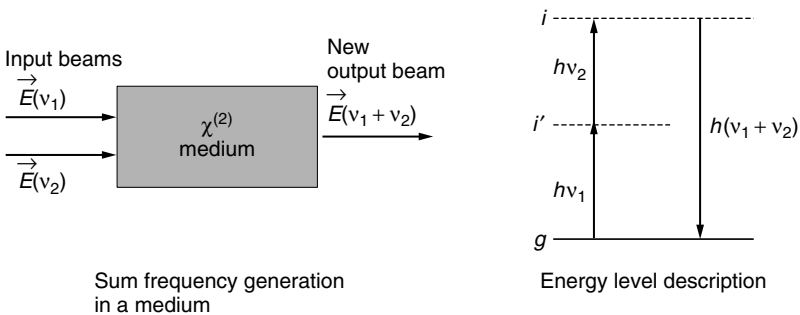 Input beams
E(ν₁)
E(ν₂)
χ⁽²⁾
medium
New
output beam
E(ν₁ + ν₂)
Sum frequency generation
in a medium
i
hν₂
i′
h(ν₁ + ν₂)
hν₁
g
Energy level description